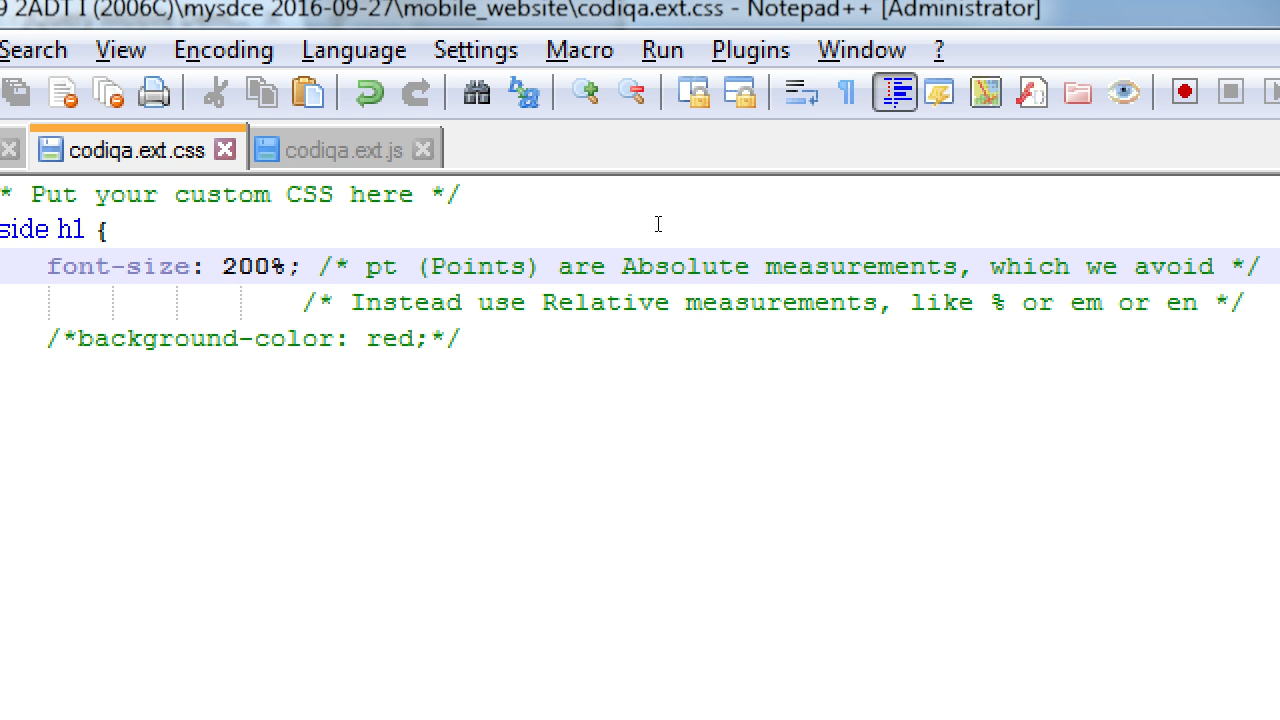 9 2ADT I (2006C)\mysdce 2016-09-27\mobile_website\codiqa.ext.css - Notepad++ [Administrator]
Search View Encoding Language Settings Macro Run Plugins Window ?
codiqa.ext.css codiqa.ext.js
* Put your custom CSS here */
side h1 {
font-size: 200%; /* pt (Points) are Absolute measurements, which we avoid */
/* Instead use Relative measurements, like % or em or en */
/*background-color: red;*/